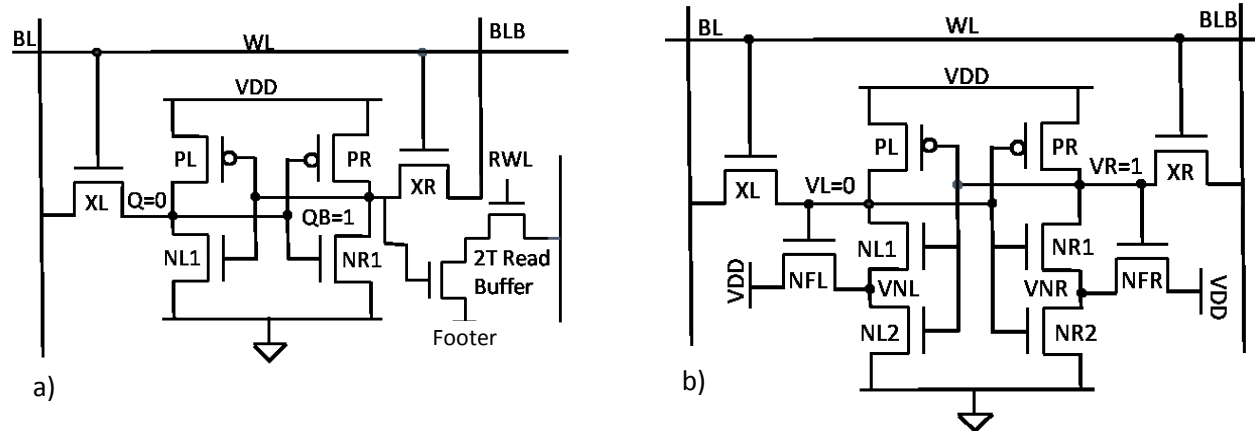 BL
WL
BLB
VDD
PL
PR
RWL
XL
Q=0
XR
QB=1
NL1
NR1
2T Read
Buffer
Footer
a)
BL
WL
BLB
VDD
PL
PR
VR=1
XL
VL=0
XR
NL1
NR1
VDD
NFL
VNL
VNR
NFR
VDD
NL2
NR2
b)